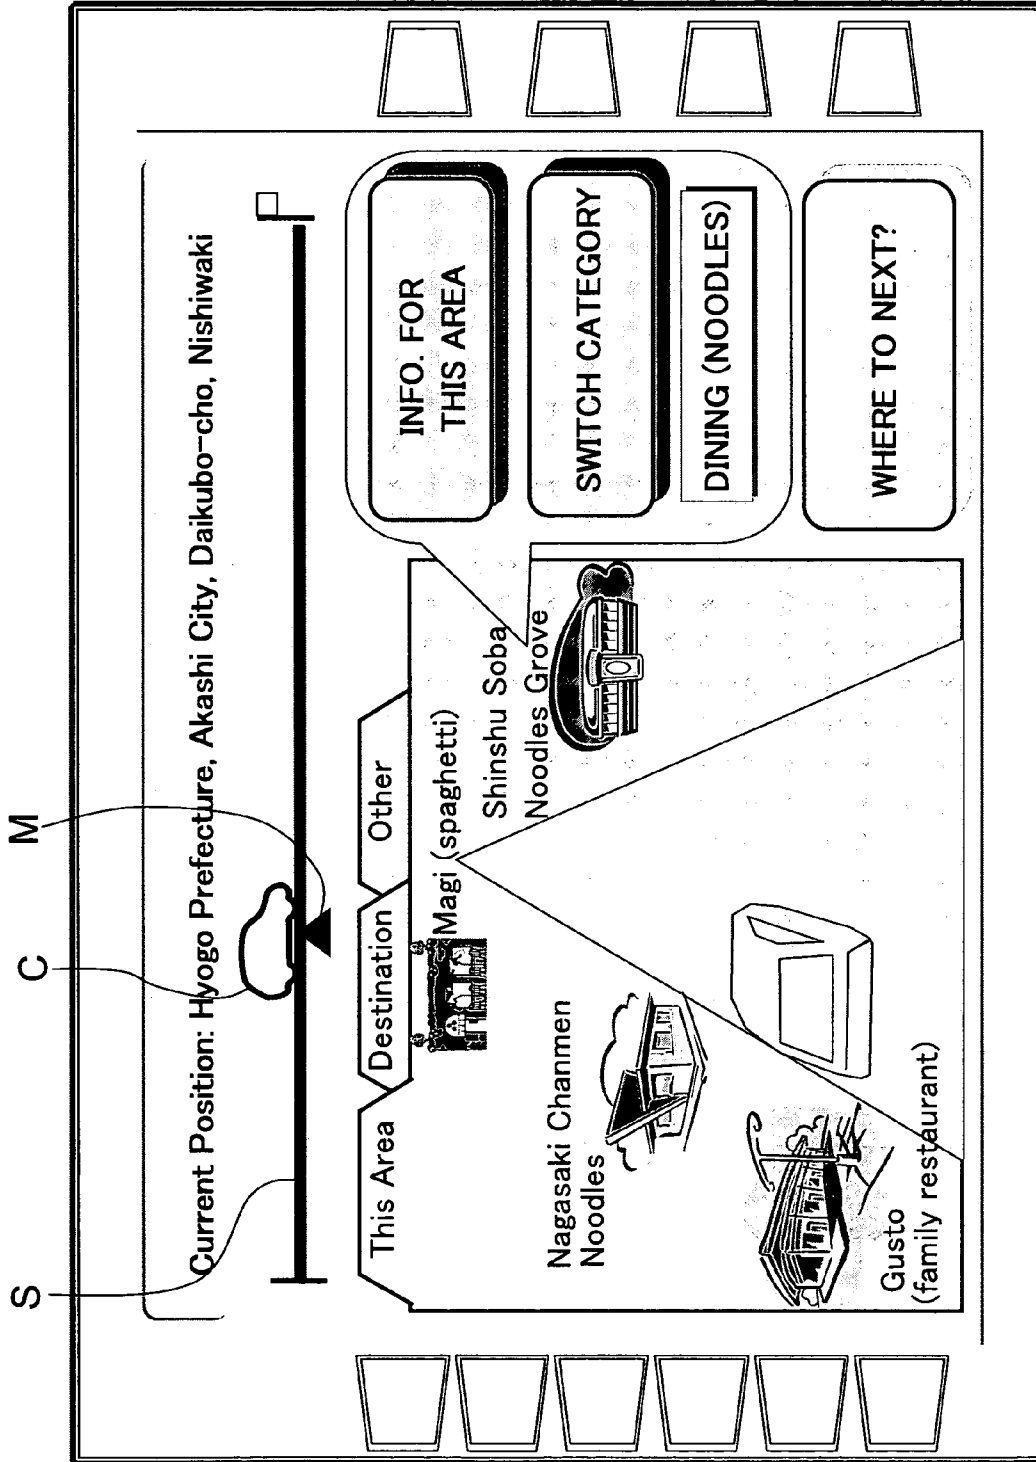 S
C
M
Current Position: Hyogo Prefecture, Akashi City, Daikubo-cho, Nishiwaki
This Area
Destination
Other
Magi (spaghetti)
Shinshu Soba
Noodles Grove
Nagasaki Chanmen
Noodles
Gusto
(family restaurant)
INFO. FOR
THIS AREA
SWITCH CATEGORY
DINING (NOODLES)
WHERE TO NEXT?